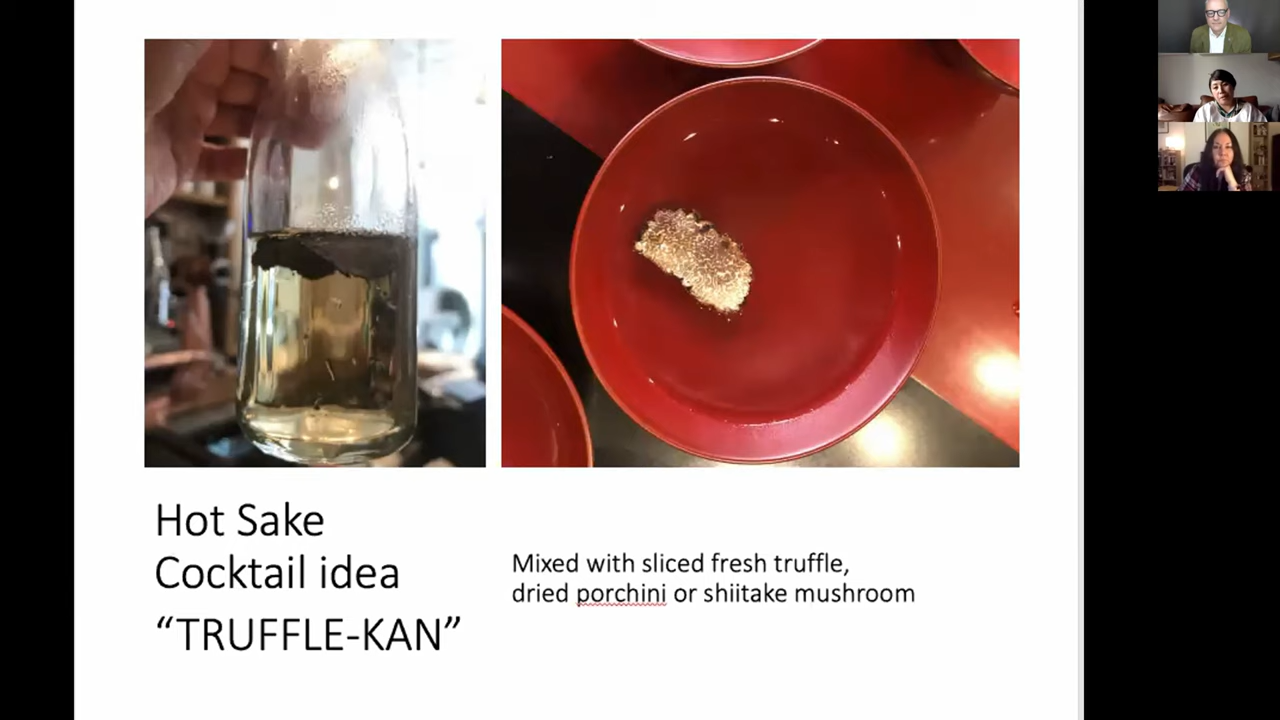 Hot Sake
Cocktail idea
“TRUFFLE-KAN”
Mixed with sliced fresh truffle,
dried porchini or shiitake mushroom